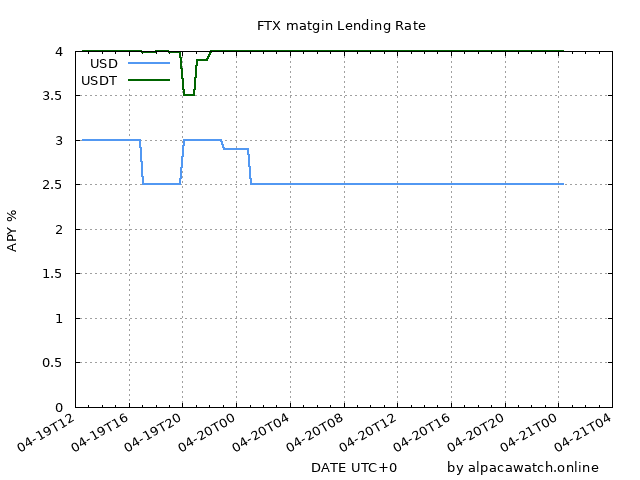 FTX matgin Lending Rate
USD
USDT
4
3.5
3
2.5
2
1.5
1
0.5
0
APY %
04-19T12
04-19T16
04-19T20
04-20T00
04-20T04
04-20T08
04-20T12
04-20T16
04-20T20
04-21T00
04-21T04
DATE UTC+0
by alpacawatch.online